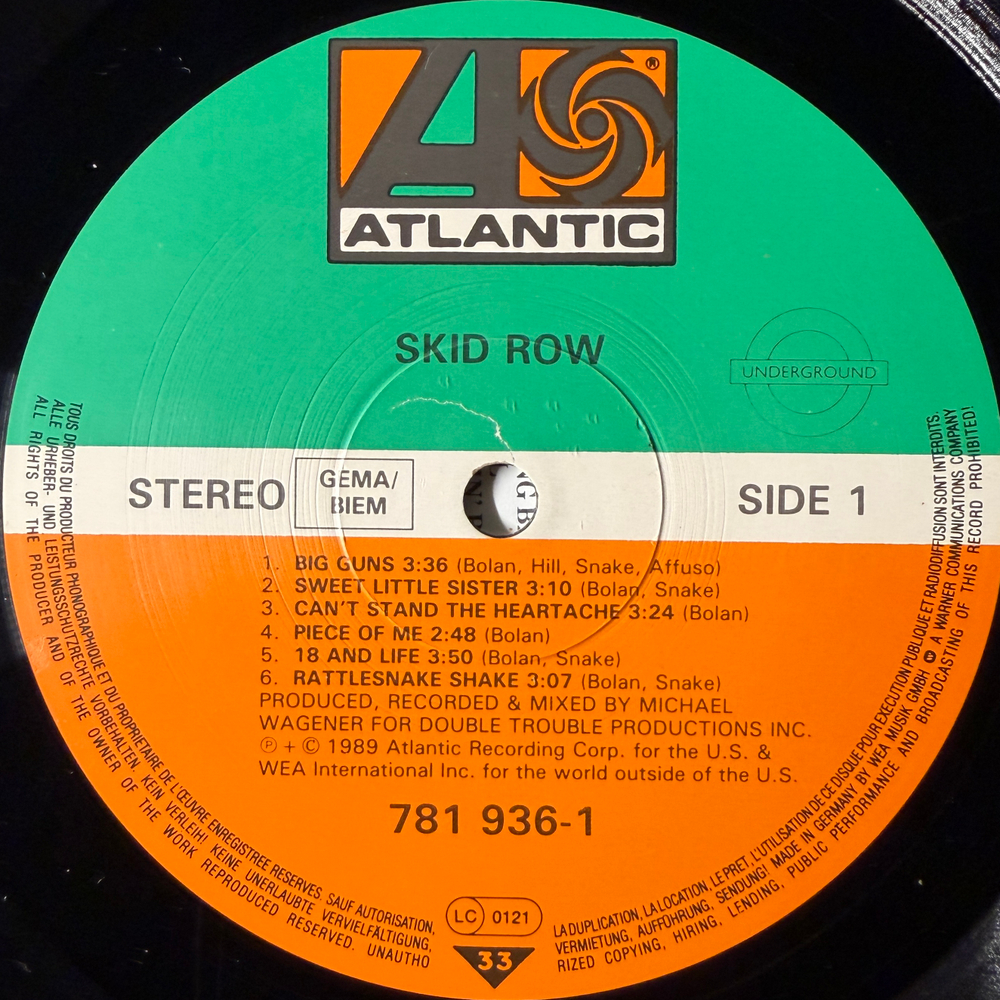 ®
ATLANTIC
SKID ROW
UNDERGROUND
STEREO
GEMA/
BIEM
SIDE 1
1. BIG GUNS 3:36 (Bolan, Hill, Snake, Affuso)
2. SWEET LITTLE SISTER 3:10 (Bolan, Snake)
3. CAN'T STAND THE HEARTACHE 3:24 (Bolan)
4. PIECE OF ME 2:48 (Bolan)
5. 18 AND LIFE 3:50 (Bolan, Snake)
6. RATTLESNAKE SHAKE 3:07 (Bolan, Snake)
PRODUCED, RECORDED & MIXED BY MICHAEL
WAGENER FOR DOUBLE TROUBLE PRODUCTIONS INC.
℗ + © 1989 Atlantic Recording Corp. for the U.S. &
WEA International Inc. for the world outside of the U.S.
781 936-1
LC 0121
33
TOUS DROITS DU PRODUCTEUR PHONOGRAPHIQUE ET DU PROPRIETAIRE DE L'ŒUVRE ENREGISTREE RESERVES. SAUF AUTORISATION,
LA DUPLICATION, LA LOCATION, LE PRET, L'UTILISATION DE CE DISQUE POUR EXECUTION PUBLIQUE ET RADIODIFFUSION SONT INTERDITS.
ALLE URHEBER- UND LEISTUNGSSCHUTZRECHTE VORBEHALTEN KEIN VERLEIH! KEINE UNERLAUBTE VERVIELFÄLTIGUNG,
VERMIETUNG, AUFFÜHRUNG, SENDUNG! MADE IN GERMANY BY WEA MUSIK GMBH A WARNER COMMUNICATIONS COMPANY
ALL RIGHTS OF THE PRODUCER AND OF THE OWNER OF THE WORK REPRODUCED RESERVED. UNAUTHO
RIZED COPYING, HIRING, LENDING, PUBLIC PERFORMANCE AND BROADCASTING OF THIS RECORD PROHIBITED!